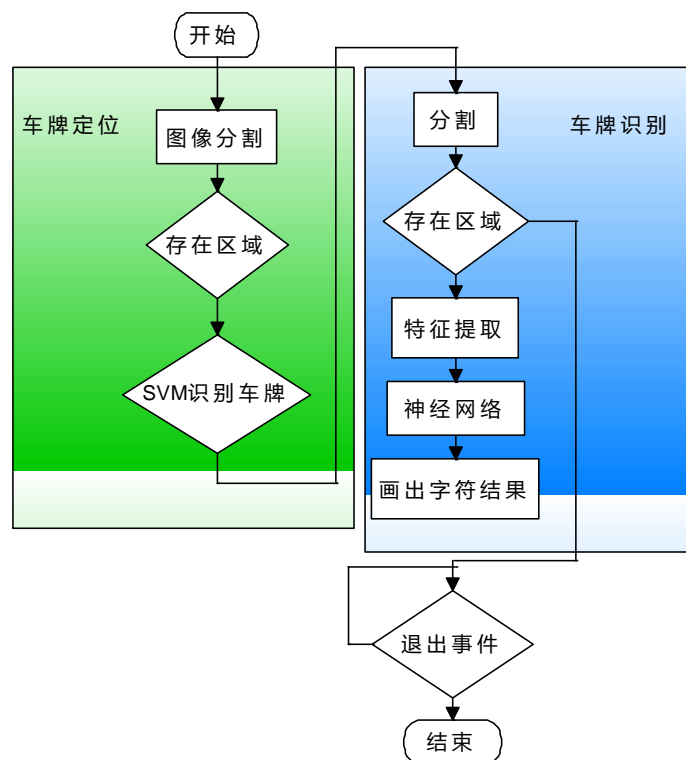 开始
车牌定位
图像分割
存在区域
SVM识别车牌
车牌识别
分割
存在区域
特征提取
神经网络
画出字符结果
退出事件
结束